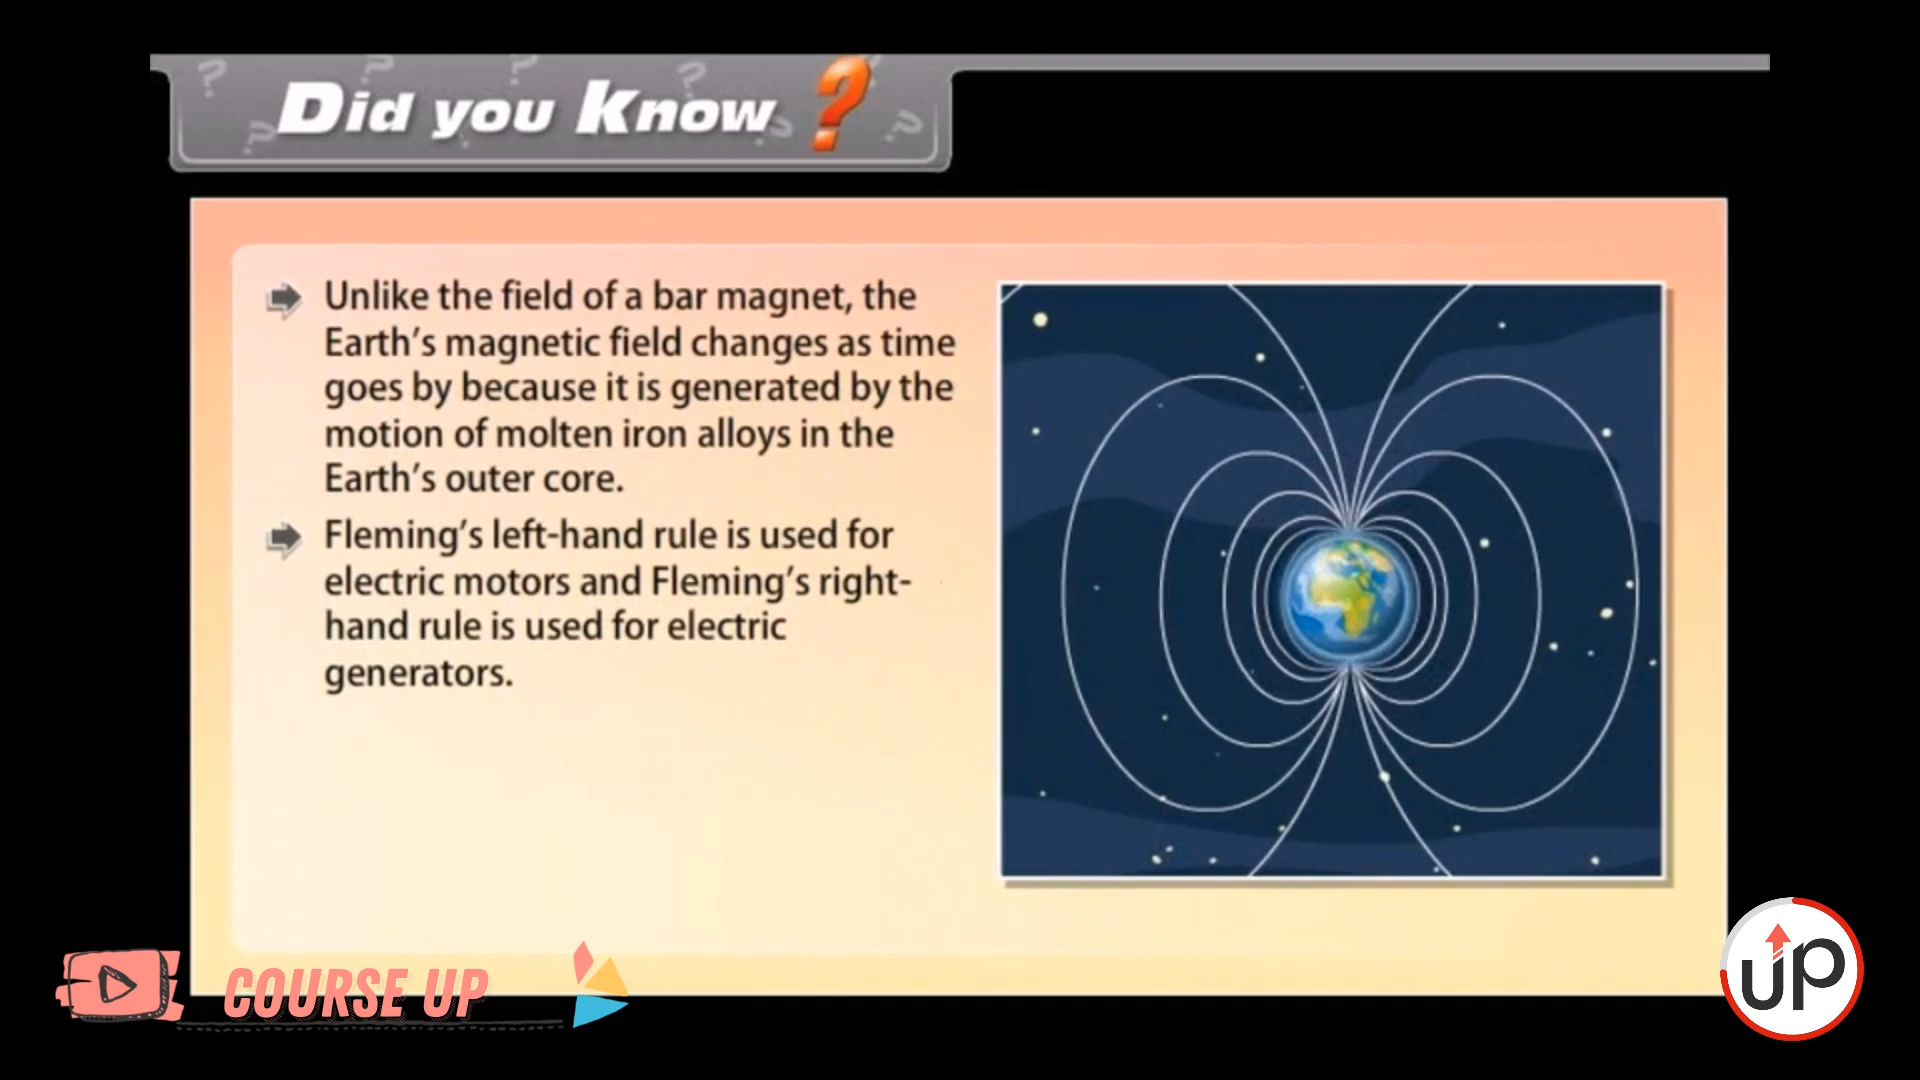 Did you Know ?
Unlike the field of a bar magnet, the
Earth's magnetic field changes as time
goes by because it is generated by the
motion of molten iron alloys in the
Earth's outer core.
Fleming's left-hand rule is used for
electric motors and Fleming's right-
hand rule is used for electric
generators.
COURSE UP
UP